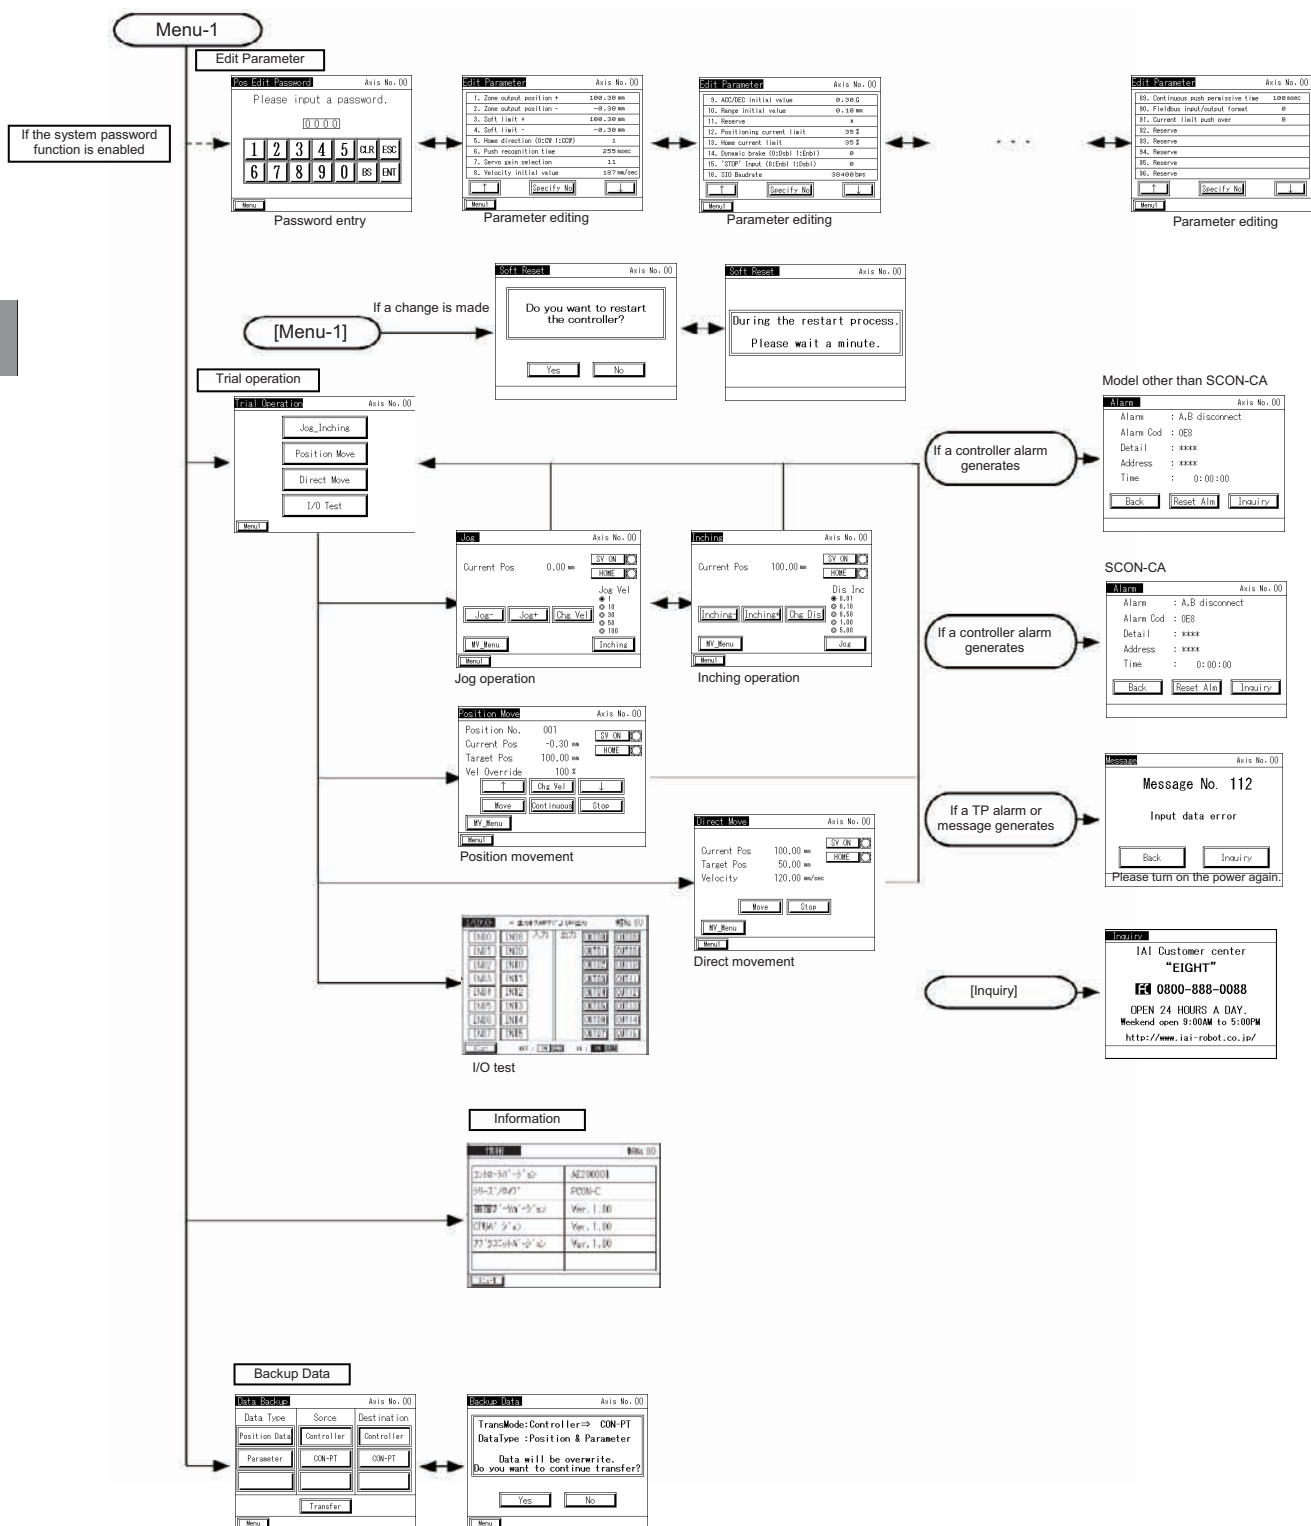 Menu-1
Edit Parameter
If the system password
function is enabled
Pos Edit Password Axis No. 00
Please input a password.
0000
1 2 3 4 5 CLR ESC
6 7 8 9 0 BS ENT
Menu
Password entry
Edit Parameter Axis No. 00
1. Zone output position + 100.30 mm
2. Zone output position - -0.30 mm
3. Soft limit + 100.30 mm
4. Soft limit - -0.30 mm
5. Home direction (0:CW 1:CCW) 1
6. Push recognition time 255 msec
7. Servo gain selection 11
8. Velocity initial value 187 mm/sec
↑ Specify No ↓
Menu1
Parameter editing
Edit Parameter Axis No. 00
9. ACC/DEC initial value 0.30 G
10. Range initial value 0.10 mm
11. Reserve *
12. Positioning current limit 35 %
13. Home current limit 35 %
14. Dynamic brake (0:Dsbl 1:Enbl) 0
15. 'STOP' Input (0:Enbl 1:Dsbl) 0
16. SIO Baudrate 38400 bps
↑ Specify No ↓
Menu1
Parameter editing
Edit Parameter Axis No. 00
89. Continuous push permissive time 100 msec
90. Fieldbus input/output format 0
91. Current limit push over 0
92. Reserve
93. Reserve
94. Reserve
95. Reserve
96. Reserve
↑ Specify No ↓
Menu1
Parameter editing
[Menu-1]
If a change is made
Soft Reset Axis No. 00
Do you want to restart
the controller?
Yes No
Soft Reset Axis No. 00
During the restart process.
Please wait a minute.
Trial operation
Trial Operation Axis No. 00
Jog_Inching
Position Move
Direct Move
I/O Test
Menu1
Jog Axis No. 00
SV ON
Current Pos 0.00 mm
HOME
Jog Vel
1
10
30
50
100
Jog- Jog+ Chg Vel
MV_Menu Inching
Menu1
Jog operation
Inching Axis No. 00
SV ON
Current Pos 100.00 mm
HOME
Dis Inc
0.01
0.10
0.50
1.00
5.00
Inching- Inching+ Chg Dis
MV_Menu Jog
Menu1
Inching operation
Position Move Axis No. 00
Position No. 001
SV ON
Current Pos -0.30 mm
HOME
Target Pos 100.00 mm
Vel Override 100 %
↑ Chg Vel ↓
Move Continuous Stop
MV_Menu
Menu1
Position movement
Direct Move Axis No. 00
SV ON
Current Pos 100.00 mm
HOME
Target Pos 50.00 mm
Velocity 120.00 mm/sec
Move Stop
MV_Menu
Menu1
Direct movement
I/O test
If a controller alarm
generates
Model other than SCON-CA
Alarm Axis No. 00
Alarm : A,B disconnect
Alarm Cod : 0E8
Detail : ****
Address : ****
Time : 0:00:00
Back Reset Alm Inquiry
If a controller alarm
generates
SCON-CA
Alarm Axis No. 00
Alarm : A,B disconnect
Alarm Cod : 0E8
Detail : ****
Address : ****
Time : 0:00:00
Back Reset Alm Inquiry
If a TP alarm or
message generates
Message Axis No. 00
Message No. 112
Input data error
Back Inquiry
Please turn on the power again.
[Inquiry]
Inquiry
IAI Customer center
“EIGHT”
0800-888-0088
OPEN 24 HOURS A DAY.
Weekend open 9:00AM to 5:00PM
http://www.iai-robot.co.jp/
Information
情報
PCON-C
Ver. 1.00
Ver. 1.00
Ver. 1.00
Backup Data
Data Backup Axis No. 00
Data Type Sorce Destination
Position Data Controller Controller
Parameter CON-PT CON-PT
Transfer
Menu
Backup Data Axis No. 00
TransMode:Controller⇒ CON-PT
DataType :Position & Parameter
Data will be overwrite.
Do you want to continue transfer?
Yes No
Menu